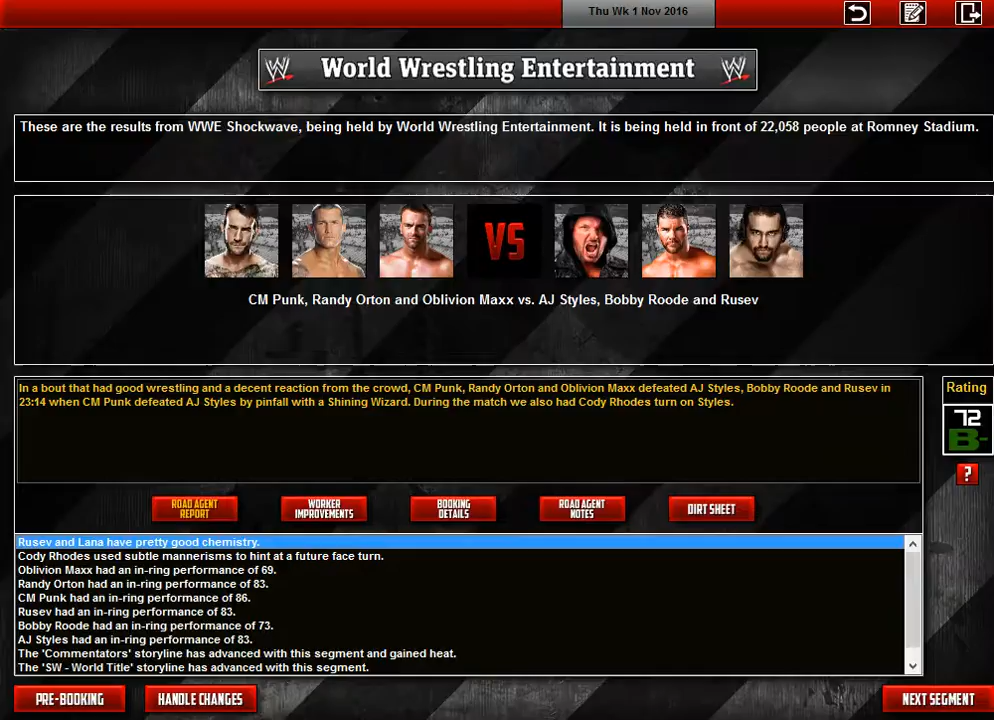 Thu Wk 1 Nov 2016
W World Wrestling Entertainment W
These are the results from WWE Shockwave, being held by World Wrestling Entertainment. It is being held in front of 22,058 people at Romney Stadium.
VS
CM Punk, Randy Orton and Oblivion Maxx vs. AJ Styles, Bobby Roode and Rusev
In a bout that had good wrestling and a decent reaction from the crowd, CM Punk, Randy Orton and Oblivion Maxx defeated AJ Styles, Bobby Roode and Rusev in
23:14 when CM Punk defeated AJ Styles by pinfall with a Shining Wizard. During the match we also had Cody Rhodes turn on Styles.
Rating
72
B-
?
ROAD AGENT REPORT
WORKER IMPROVEMENTS
BOOKING DETAILS
ROAD AGENT NOTES
DIRT SHEET
Rusev and Lana have pretty good chemistry.
Cody Rhodes used subtle mannerisms to hint at a future face turn.
Oblivion Maxx had an in-ring performance of 69.
Randy Orton had an in-ring performance of 83.
CM Punk had an in-ring performance of 86.
Rusev had an in-ring performance of 83.
Bobby Roode had an in-ring performance of 73.
AJ Styles had an in-ring performance of 83.
The 'Commentators' storyline has advanced with this segment and gained heat.
The 'SW - World Title' storyline has advanced with this segment.
PRE-BOOKING
HANDLE CHANGES
NEXT SEGMENT